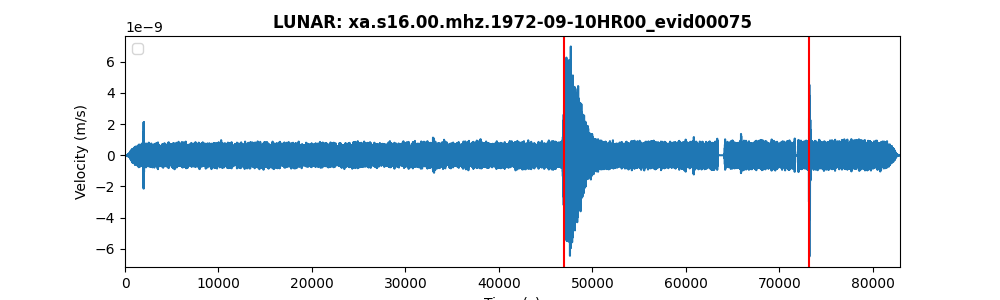 LUNAR: xa.s16.00.mhz.1972-09-10HR00_evid00075
1e−9
6
4
2
0
−2
−4
−6
Velocity (m/s)
0 10000 20000 30000 40000 50000 60000 70000 80000
Time (s)